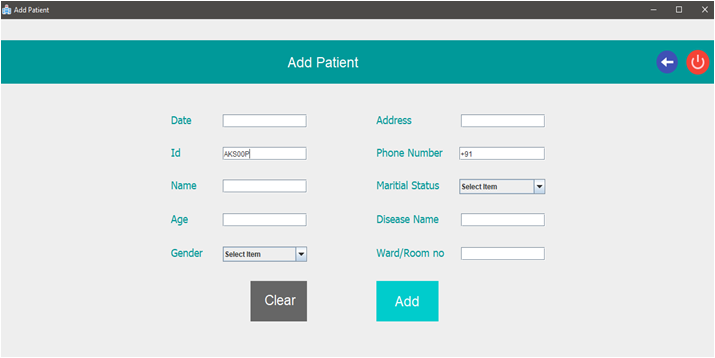 Add Patient
Add Patient
Date
Address
Id AKS00P
Phone Number +91
Name
Maritial Status Select Item
Age
Disease Name
Gender Select Item
Ward/Room no
Clear
Add